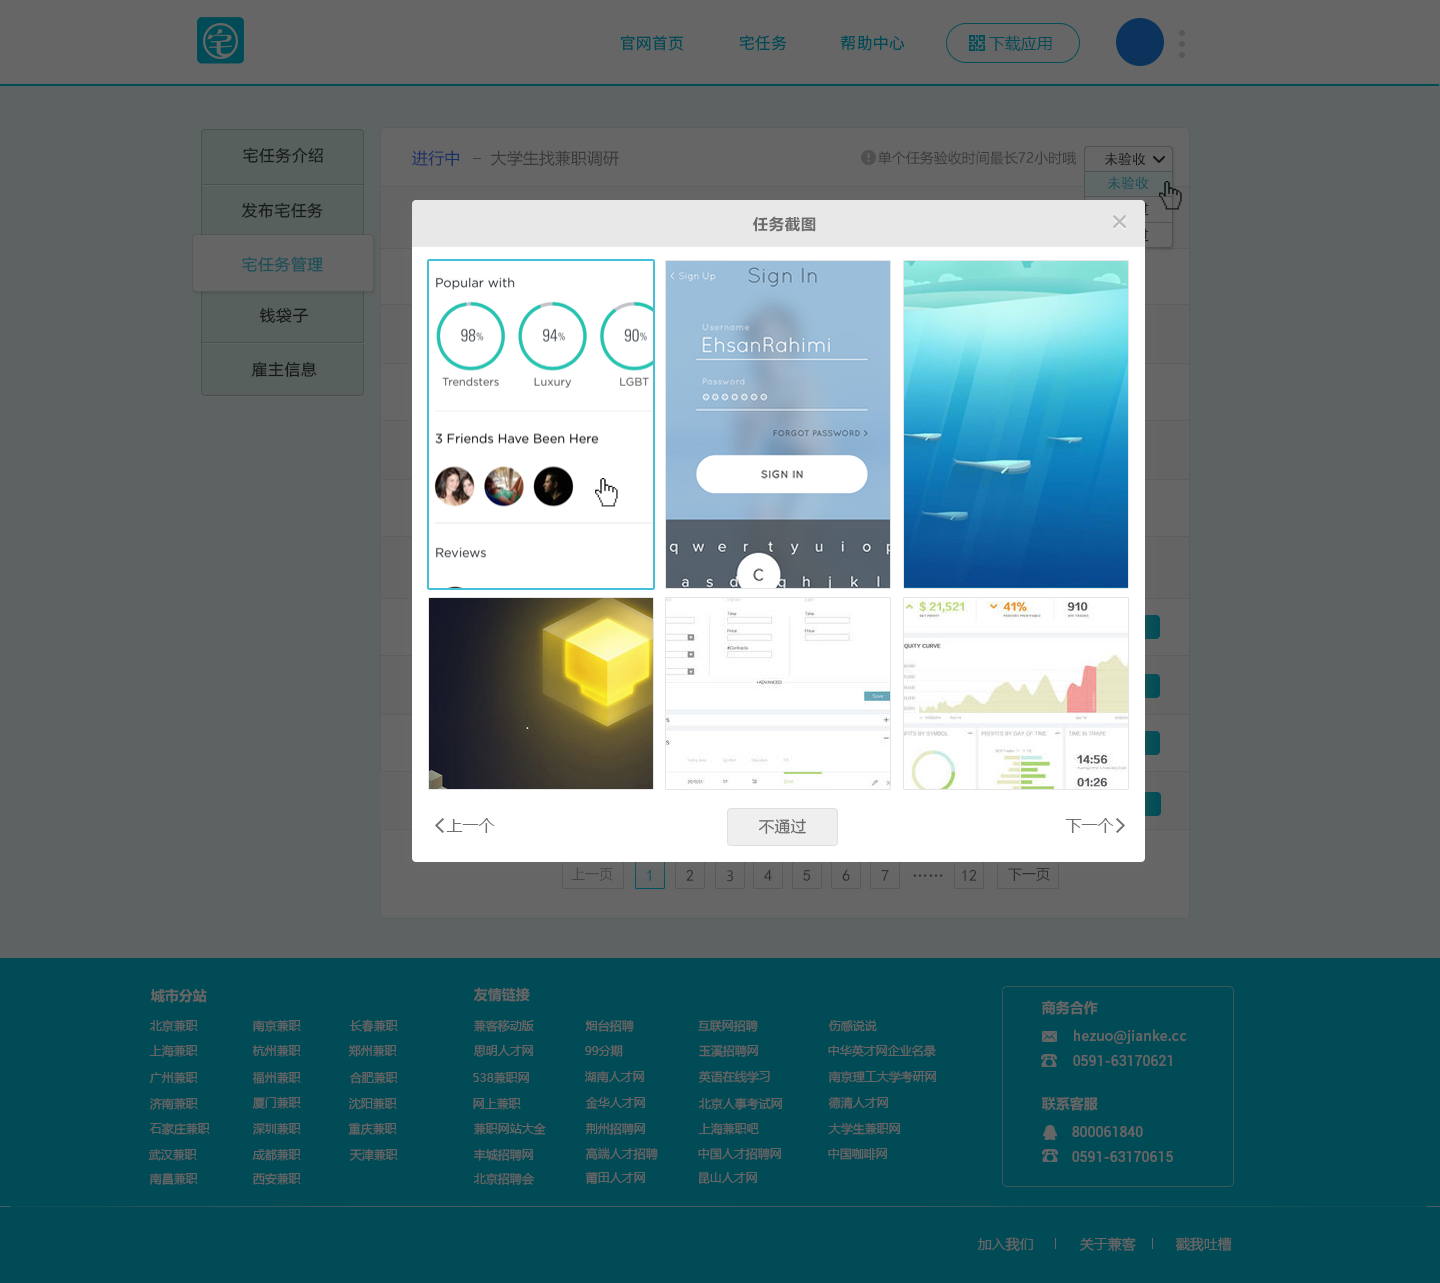 宅
官网首页
宅任务
帮助中心
下载应用
宅任务介绍
发布宅任务
宅任务管理
钱袋子
雇主信息
进行中 - 大学生找兼职调研
单个任务验收时间最长72小时哦
未验收
未验收
任务截图
Popular with
98% 94% 90%
Trendsters Luxury LGBT
3 Friends Have Been Here
Reviews
< Sign Up Sign In
Username
EhsanRahimi
Password
FORGOT PASSWORD >
SIGN IN
q w e r t y u i o p
a s d g h j k l
C
Time Time
Price Price
#Contracts
+ADVANCED
Save
$ 21,521 41% 910
NET PROFIT
QUITY CURVE
ITS BY SYMBOL PROFITS BY DAY OF TIME TIME IN TRADE
14:56
01:26
上一个
不通过
下一个
上一页 1 2 3 4 5 6 7 …… 12 下一页
城市分站
北京兼职 南京兼职 长春兼职
上海兼职 杭州兼职 郑州兼职
广州兼职 福州兼职 合肥兼职
济南兼职 厦门兼职 沈阳兼职
石家庄兼职 深圳兼职 重庆兼职
武汉兼职 成都兼职 天津兼职
南昌兼职 西安兼职
友情链接
兼客移动版 烟台招聘 互联网招聘 伤感说说
思明人才网 99分期 玉溪招聘网 中华英才网企业名录
538兼职网 湖南人才网 英语在线学习 南京理工大学考研网
网上兼职 金华人才网 北京人事考试网 德清人才网
兼职网站大全 荆州招聘网 上海兼职吧 大学生兼职网
丰城招聘网 高端人才招聘 中国人才招聘网 中国咖啡网
北京招聘会 莆田人才网 昆山人才网
商务合作
hezuo@jianke.cc
0591-63170621
联系客服
800061840
0591-63170615
加入我们 | 关于兼客 | 戳我吐槽